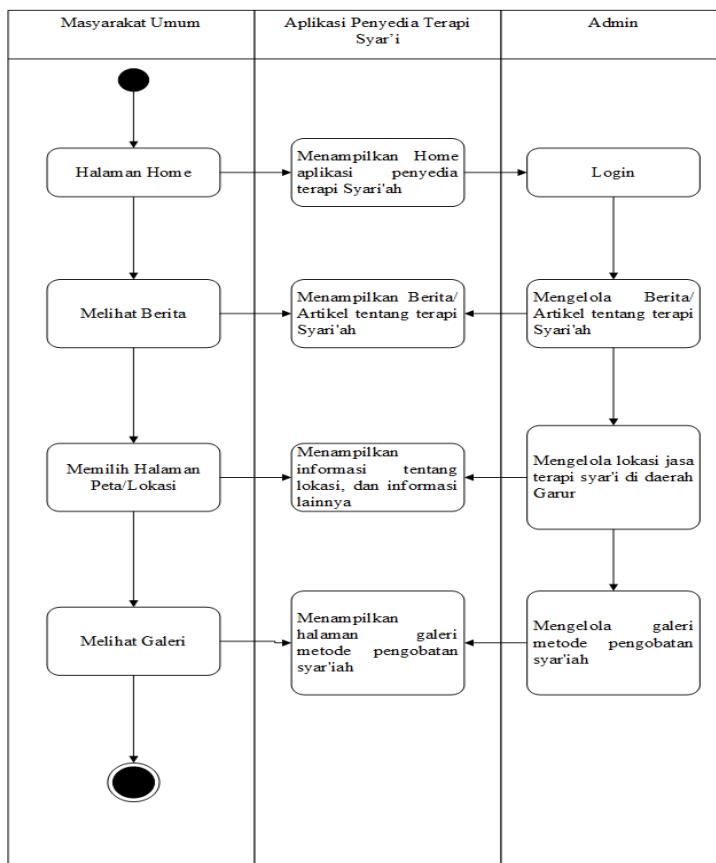 Masyarakat Umum
Aplikasi Penyedia Terapi
Syar'i
Admin
Halaman Home
Menampilkan Home
aplikasi penyedia
terapi Syari'ah
Login
Melihat Berita
Menampilkan Berita/
Artikel tentang terapi
Syari'ah
Mengelola Berita/
Artikel tentang terapi
Syari'ah
Memilih Halaman
Peta/Lokasi
Menampilkan
informasi tentang
lokasi, dan informasi
lainnya
Mengelola lokasi jasa
terapi syar'i di daerah
Garur
Melihat Galeri
Menampilkan
halaman galeri
metode pengobatan
syar'iah
Mengelola galeri
metode pengobatan
syar'iah